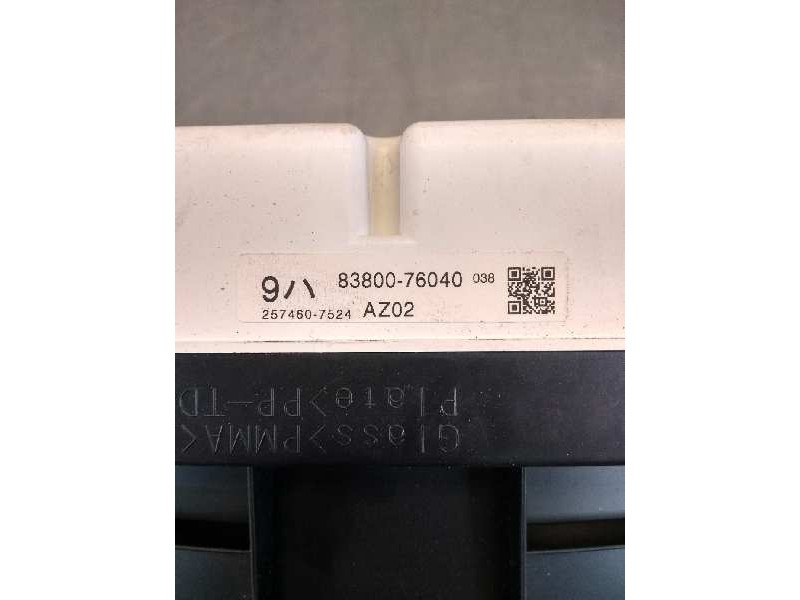 9ハ 83800-76040 038
257460-7524 AZ02
Plate>PP-TD
Glass>PMMA<